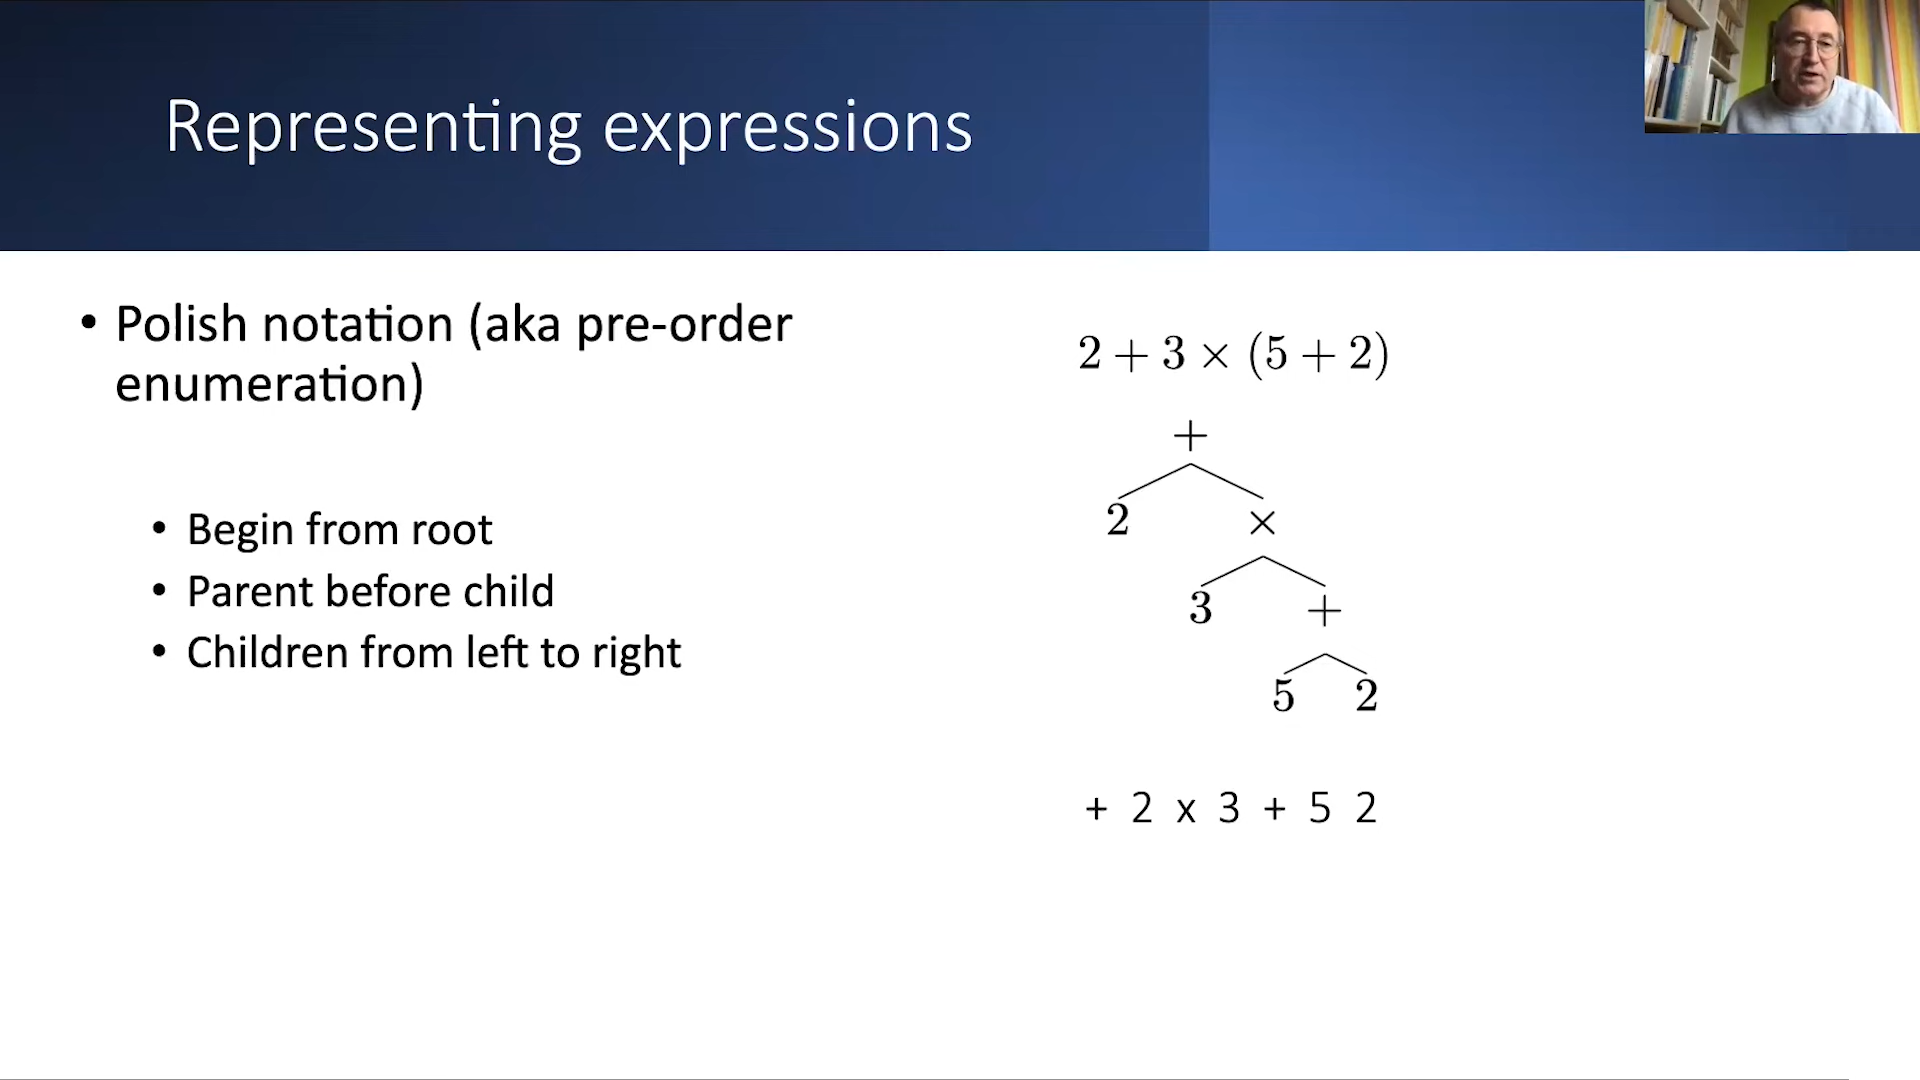 Representing expressions
• Polish notation (aka pre-order
enumeration)
• Begin from root
• Parent before child
• Children from left to right
2 + 3 × (5 + 2)
+
2 ×
3 +
5 2
+ 2 x 3 + 5 2